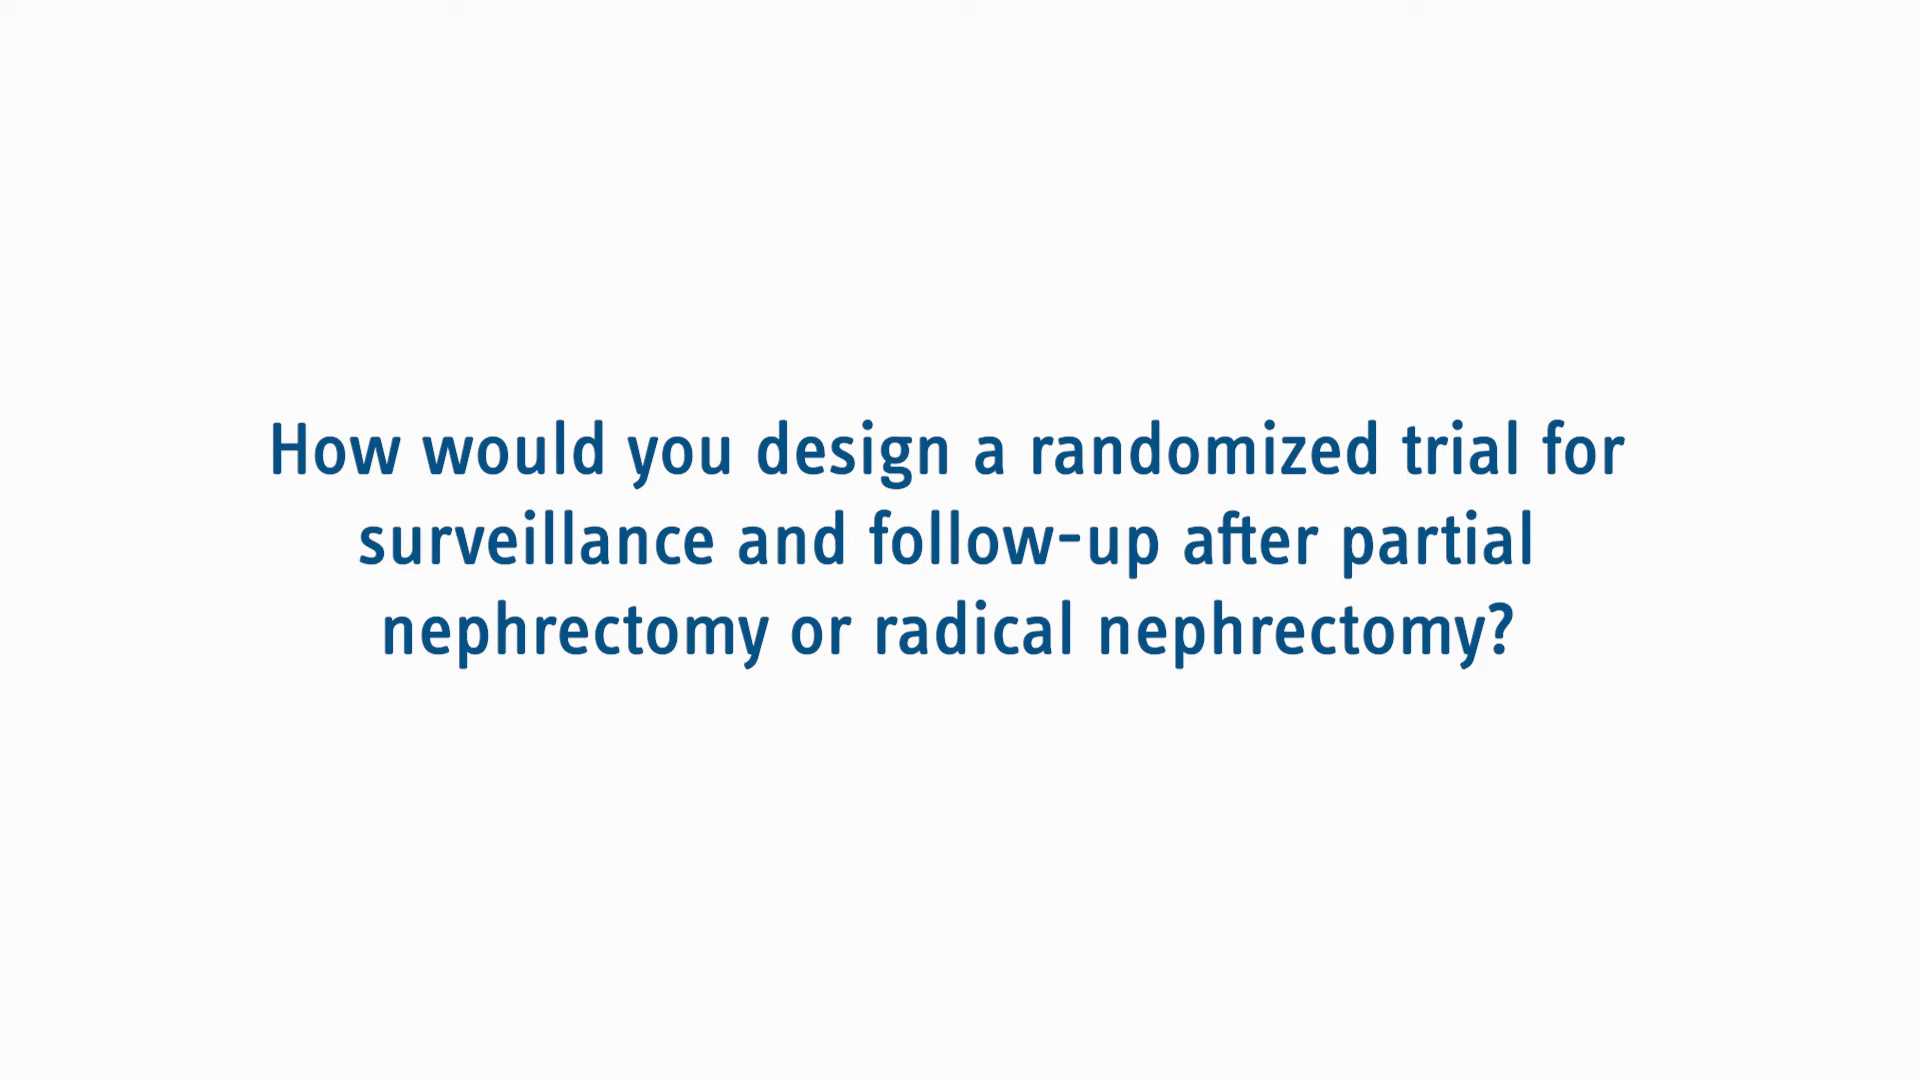 How would you design a randomized trial for
surveillance and follow-up after partial
nephrectomy or radical nephrectomy?